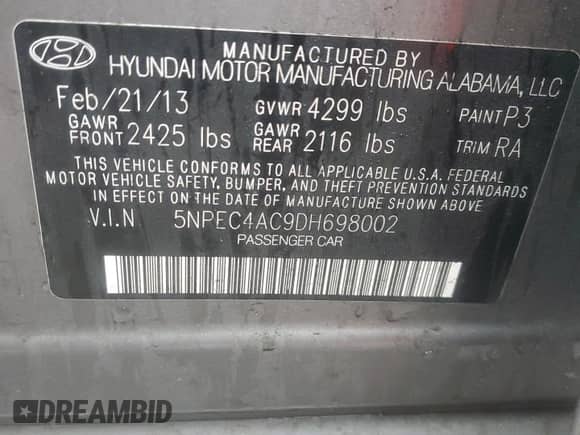 MANUFACTURED BY
HYUNDAI MOTOR MANUFACTURING ALABAMA, LLC
Feb/21/13 GVWR 4299 lbs PAINT P3
GAWR FRONT 2425 lbs GAWR REAR 2116 lbs TRIM RA
THIS VEHICLE CONFORMS TO ALL APPLICABLE U.S.A. FEDERAL
MOTOR VEHICLE SAFETY, BUMPER, AND THEFT PREVENTION STANDARDS
IN EFFECT ON THE DATE OF MANUFACTURE SHOWN ABOVE.
V.I.N 5NPEC4AC9DH698002
PASSENGER CAR
DREAMBID